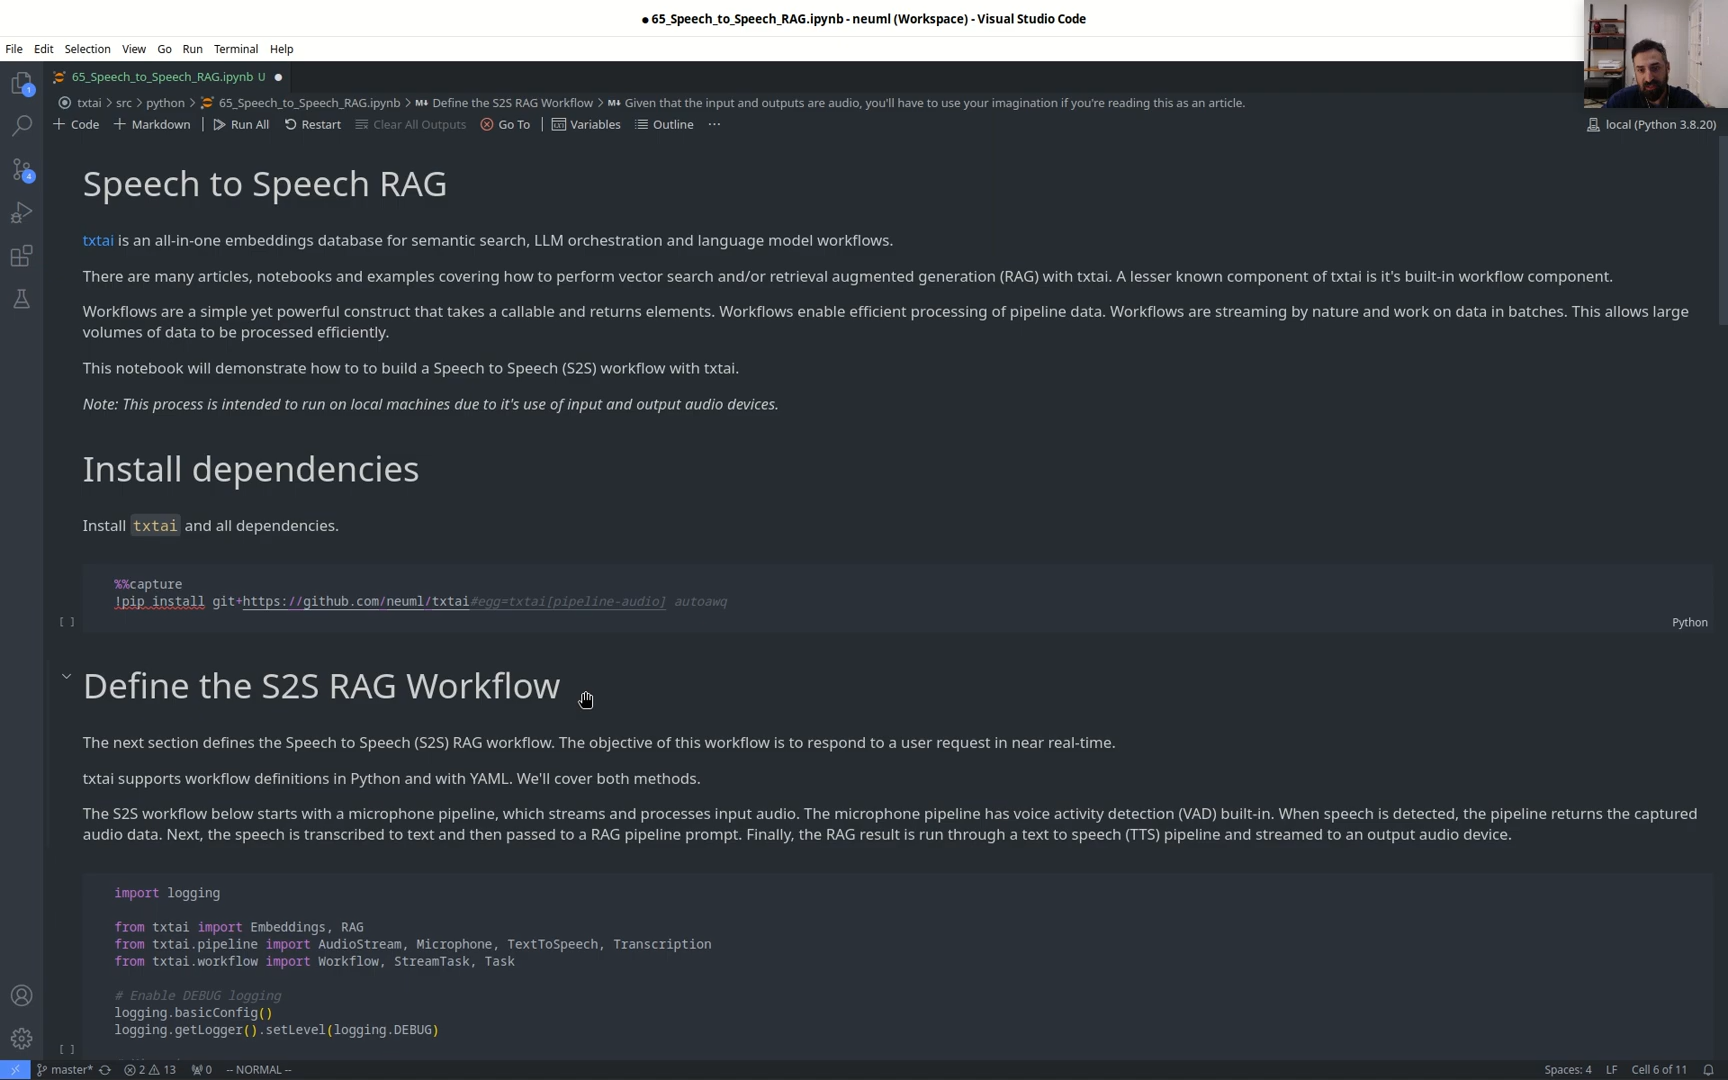 ● 65_Speech_to_Speech_RAG.ipynb - neuml (Workspace) - Visual Studio Code
File Edit Selection View Go Run Terminal Help
65_Speech_to_Speech_RAG.ipynb U ●
txtai > src > python > 65_Speech_to_Speech_RAG.ipynb > M↓ Define the S2S RAG Workflow > M↓ Given that the input and outputs are audio, you'll have to use your imagination if you're reading this as an article.
+ Code + Markdown Run All Restart Clear All Outputs Go To Variables Outline ··· local (Python 3.8.20)
1
4
Speech to Speech RAG
txtai is an all-in-one embeddings database for semantic search, LLM orchestration and language model workflows.
There are many articles, notebooks and examples covering how to perform vector search and/or retrieval augmented generation (RAG) with txtai. A lesser known component of txtai is it's built-in workflow component.
Workflows are a simple yet powerful construct that takes a callable and returns elements. Workflows enable efficient processing of pipeline data. Workflows are streaming by nature and work on data in batches. This allows large
volumes of data to be processed efficiently.
This notebook will demonstrate how to to build a Speech to Speech (S2S) workflow with txtai.
Note: This process is intended to run on local machines due to it's use of input and output audio devices.
Install dependencies
Install txtai and all dependencies.
%%capture
!pip install git+https://github.com/neuml/txtai#egg=txtai[pipeline-audio] autoawq
[ ] Python
Define the S2S RAG Workflow
The next section defines the Speech to Speech (S2S) RAG workflow. The objective of this workflow is to respond to a user request in near real-time.
txtai supports workflow definitions in Python and with YAML. We'll cover both methods.
The S2S workflow below starts with a microphone pipeline, which streams and processes input audio. The microphone pipeline has voice activity detection (VAD) built-in. When speech is detected, the pipeline returns the captured
audio data. Next, the speech is transcribed to text and then passed to a RAG pipeline prompt. Finally, the RAG result is run through a text to speech (TTS) pipeline and streamed to an output audio device.
import logging
from txtai import Embeddings, RAG
from txtai.pipeline import AudioStream, Microphone, TextToSpeech, Transcription
from txtai.workflow import Workflow, StreamTask, Task
# Enable DEBUG logging
logging.basicConfig()
logging.getLogger().setLevel(logging.DEBUG)
[ ]
master* 2 13 0 -- NORMAL -- Spaces: 4 LF Cell 6 of 11